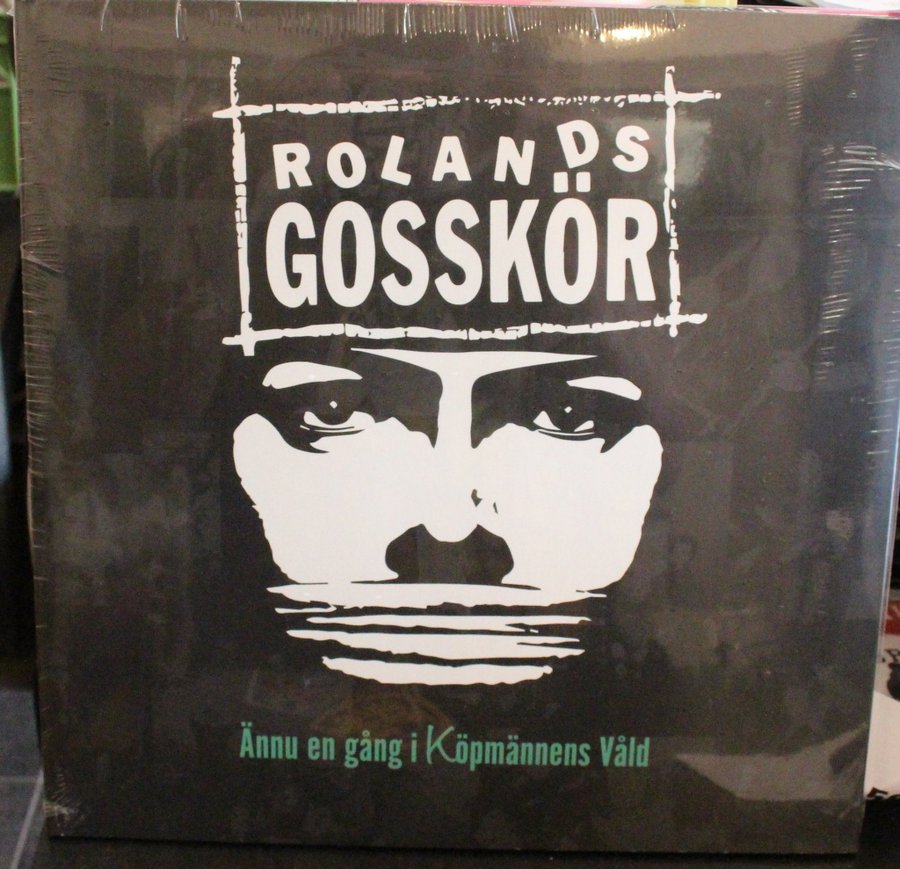 ROLANDS
GOSSKÖR
Ännu en gång i Köpmännens Våld